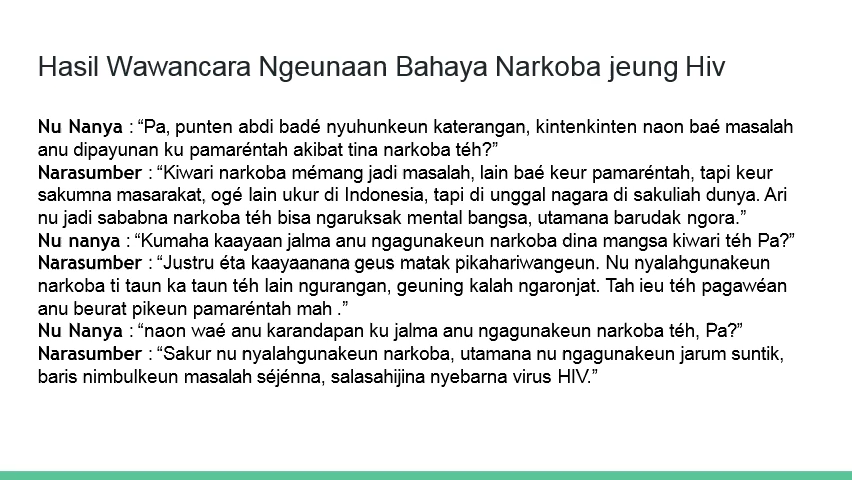 Hasil Wawancara Ngeunaan Bahaya Narkoba jeung Hiv
Nu Nanya : “Pa, punten abdi badé nyuhunkeun katerangan, kintenkinten naon baé masalah
anu dipayunan ku pamaréntah akibat tina narkoba téh?”
Narasumber : “Kiwari narkoba mémang jadi masalah, lain baé keur pamaréntah, tapi keur
sakumna masarakat, ogé lain ukur di Indonesia, tapi di unggal nagara di sakuliah dunya. Ari
nu jadi sababna narkoba téh bisa ngaruksak mental bangsa, utamana barudak ngora.”
Nu nanya : “Kumaha kaayaan jalma anu ngagunakeun narkoba dina mangsa kiwari téh Pa?”
Narasumber : “Justru éta kaayaanana geus matak pikahariwangeun. Nu nyalahgunakeun
narkoba ti taun ka taun téh lain ngurangan, geuning kalah ngaronjat. Tah ieu téh pagawéan
anu beurat pikeun pamaréntah mah .”
Nu Nanya : “naon waé anu karandapan ku jalma anu ngagunakeun narkoba téh, Pa?”
Narasumber : “Sakur nu nyalahgunakeun narkoba, utamana nu ngagunakeun jarum suntik,
baris nimbulkeun masalah séjénna, salasahijina nyebarna virus HIV.”